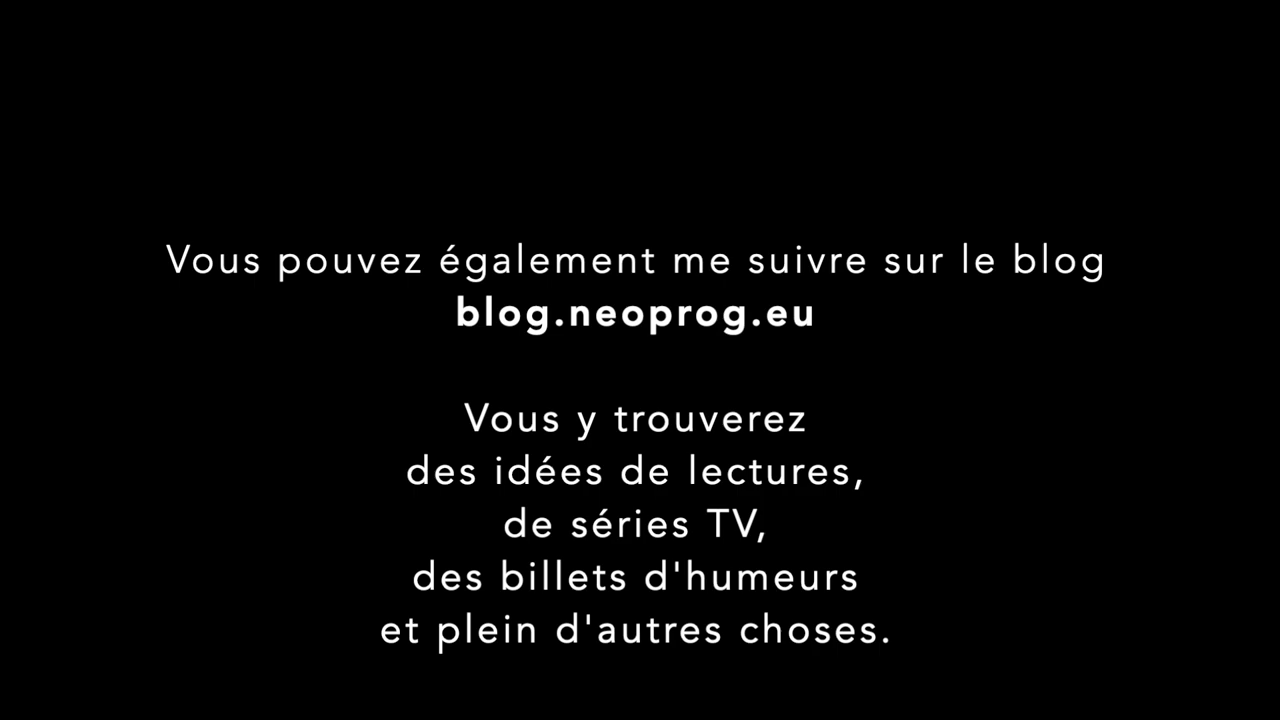 Vous pouvez également me suivre sur le blog
blog.neoprog.eu
Vous y trouverez
des idées de lectures,
de séries TV,
des billets d'humeurs
et plein d'autres choses.